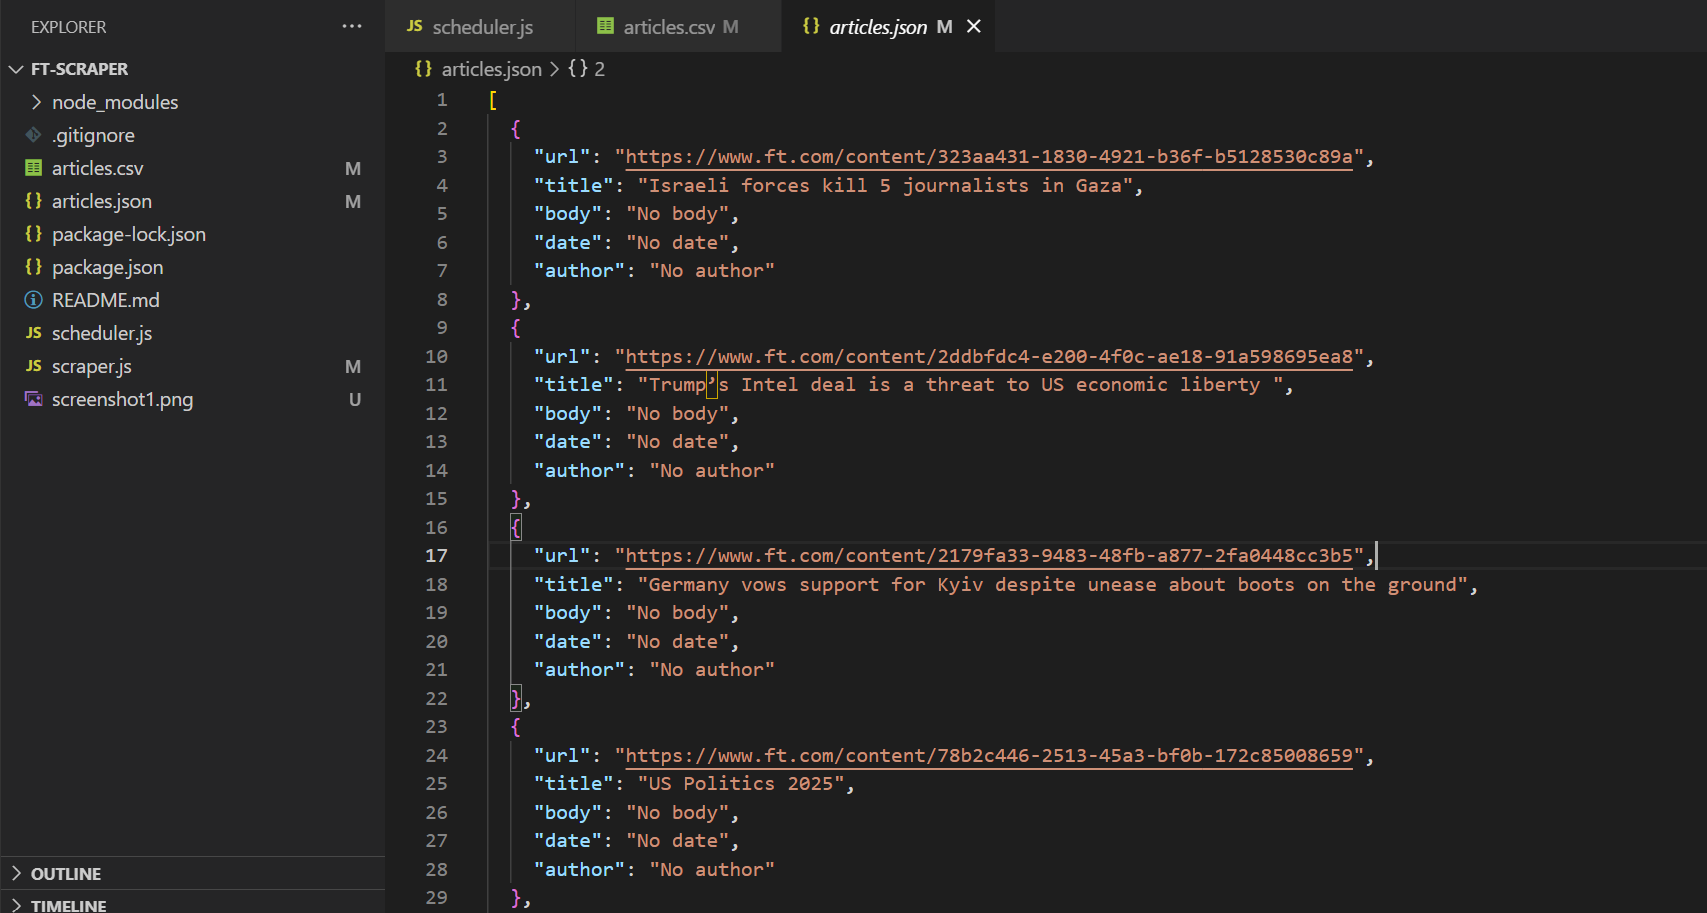 EXPLORER
FT-SCRAPER
node_modules
.gitignore
articles.csv M
articles.json M
package-lock.json
package.json
README.md
JS scheduler.js
JS scraper.js M
screenshot1.png U
OUTLINE
TIMELINE
JS scheduler.js articles.csv M {} articles.json M
{} articles.json > {} 2
1 [
2 {
3 "url": "https://www.ft.com/content/323aa431-1830-4921-b36f-b5128530c89a",
4 "title": "Israeli forces kill 5 journalists in Gaza",
5 "body": "No body",
6 "date": "No date",
7 "author": "No author"
8 },
9 {
10 "url": "https://www.ft.com/content/2ddbfdc4-e200-4f0c-ae18-91a598695ea8",
11 "title": "Trump’s Intel deal is a threat to US economic liberty ",
12 "body": "No body",
13 "date": "No date",
14 "author": "No author"
15 },
16 {
17 "url": "https://www.ft.com/content/2179fa33-9483-48fb-a877-2fa0448cc3b5",
18 "title": "Germany vows support for Kyiv despite unease about boots on the ground",
19 "body": "No body",
20 "date": "No date",
21 "author": "No author"
22 },
23 {
24 "url": "https://www.ft.com/content/78b2c446-2513-45a3-bf0b-172c85008659",
25 "title": "US Politics 2025",
26 "body": "No body",
27 "date": "No date",
28 "author": "No author"
29 },